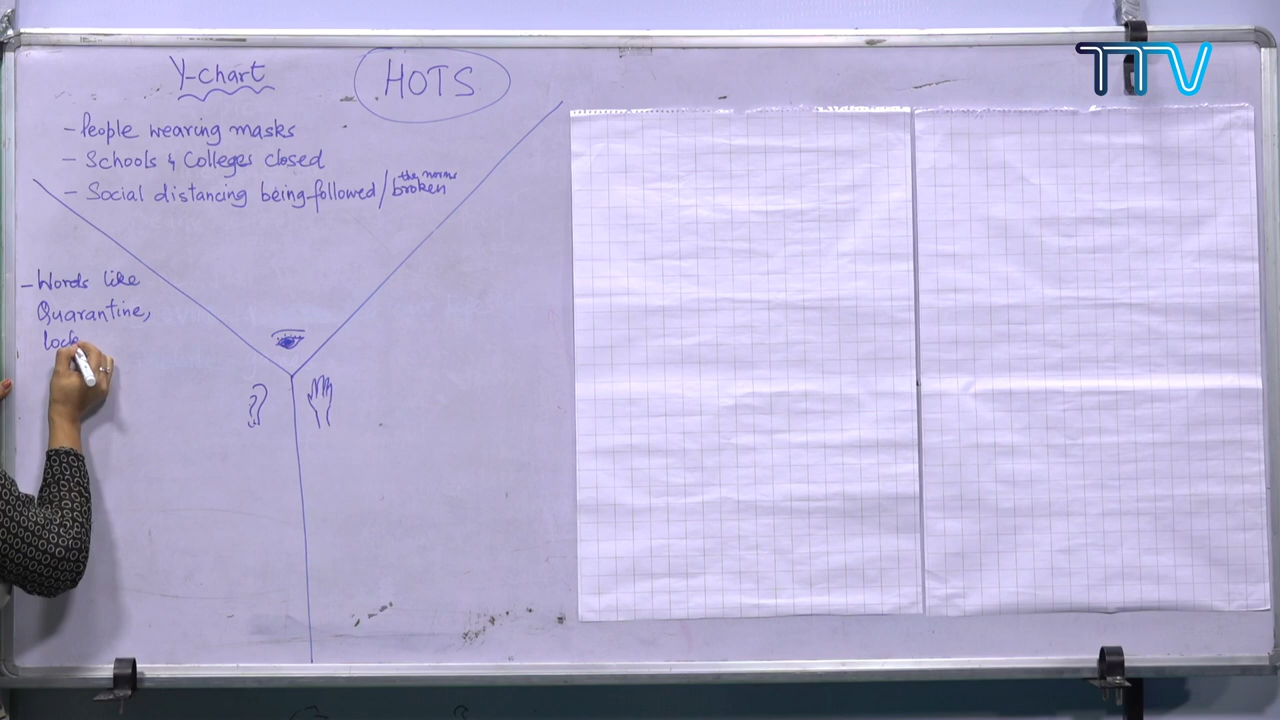 Y-chart
HOTS
- People wearing masks
- Schools & Colleges closed
- Social distancing being followed/the norms broken
- Words like
Quarantine,
lock
TTV